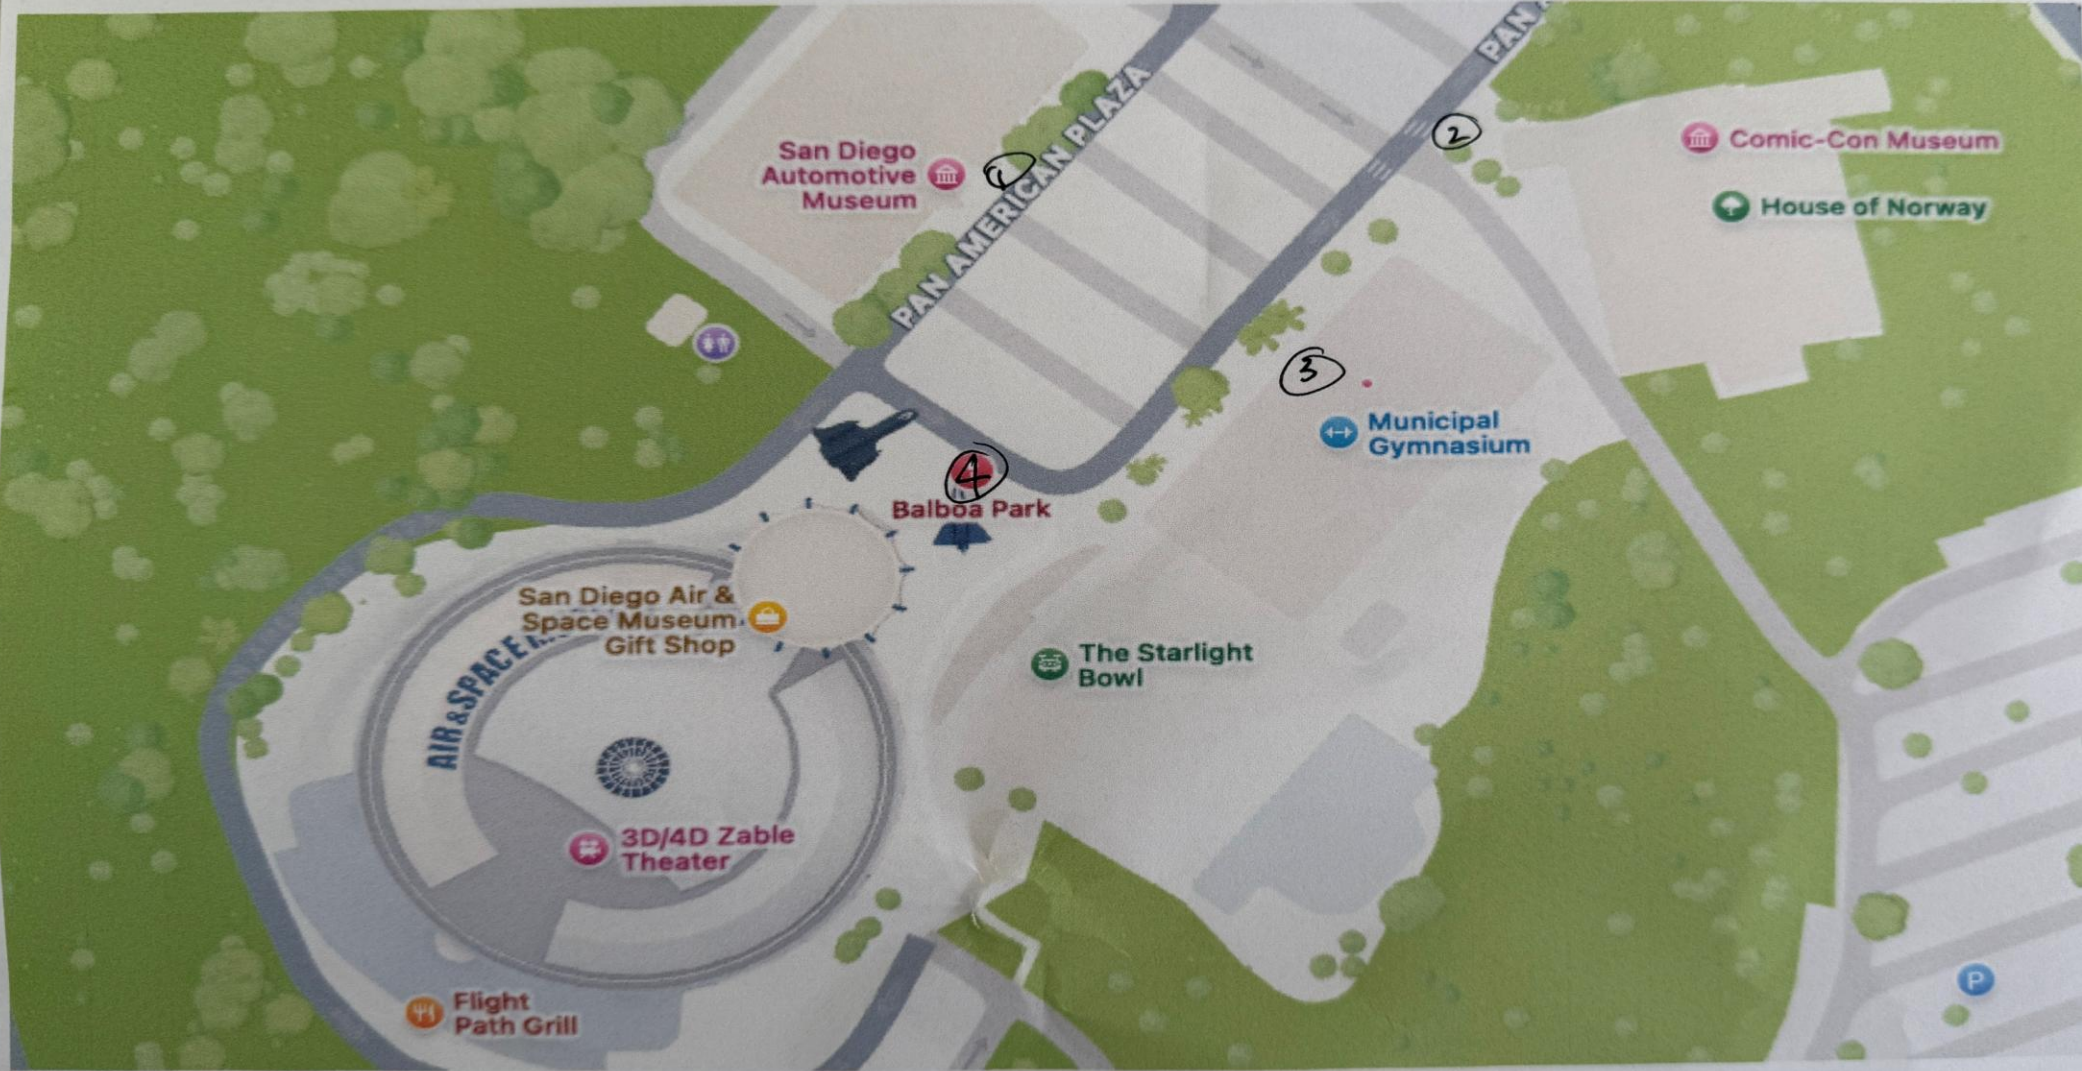 PAN
San Diego
Automotive
Museum
1
PAN AMERICAN PLAZA
2
Comic-Con Museum
House of Norway
3
Municipal
Gymnasium
4
Balboa Park
San Diego Air &
Space Museum
Gift Shop
AIR & SPACE
The Starlight
Bowl
3D/4D Zable
Theater
Flight
Path Grill
P